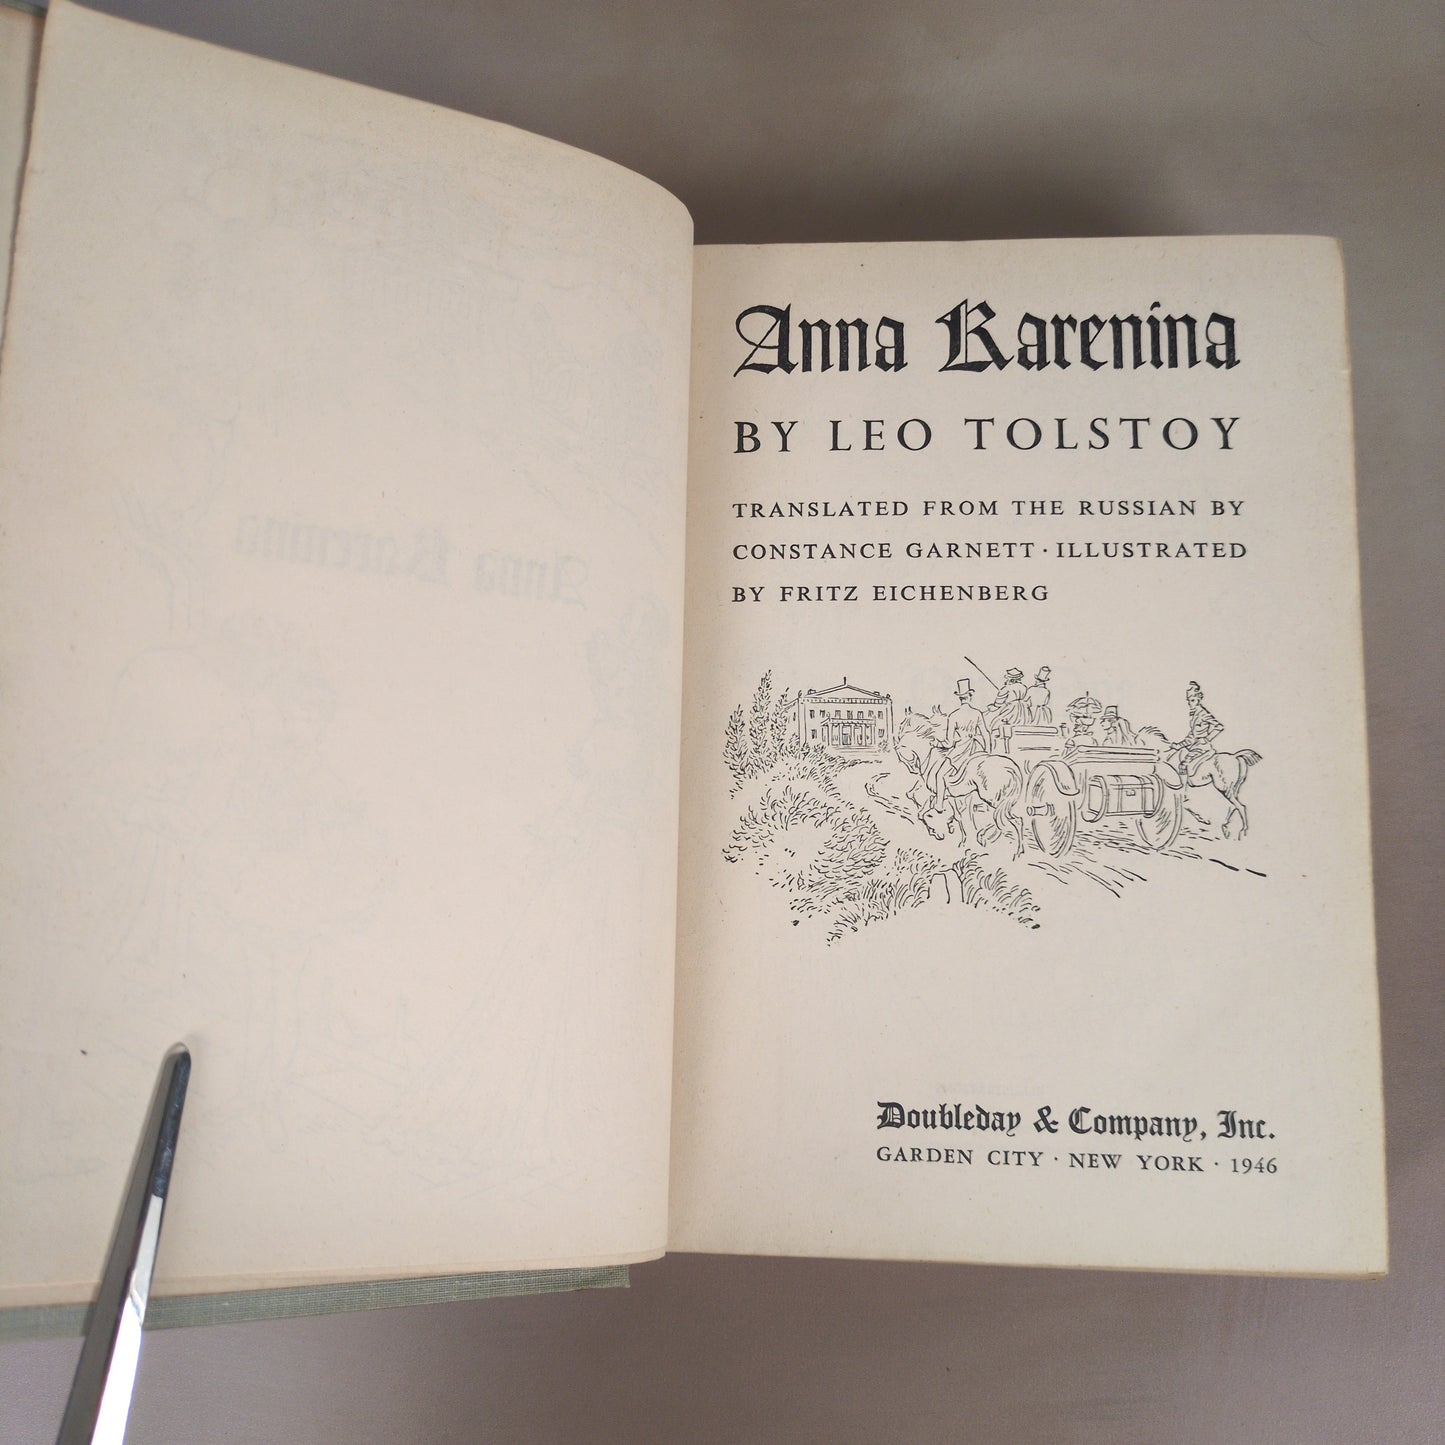 Anna Karenina
BY LEO TOLSTOY
TRANSLATED FROM THE RUSSIAN BY
CONSTANCE GARNETT · ILLUSTRATED
BY FRITZ EICHENBERG
Doubleday & Company, Inc.
GARDEN CITY · NEW YORK · 1946